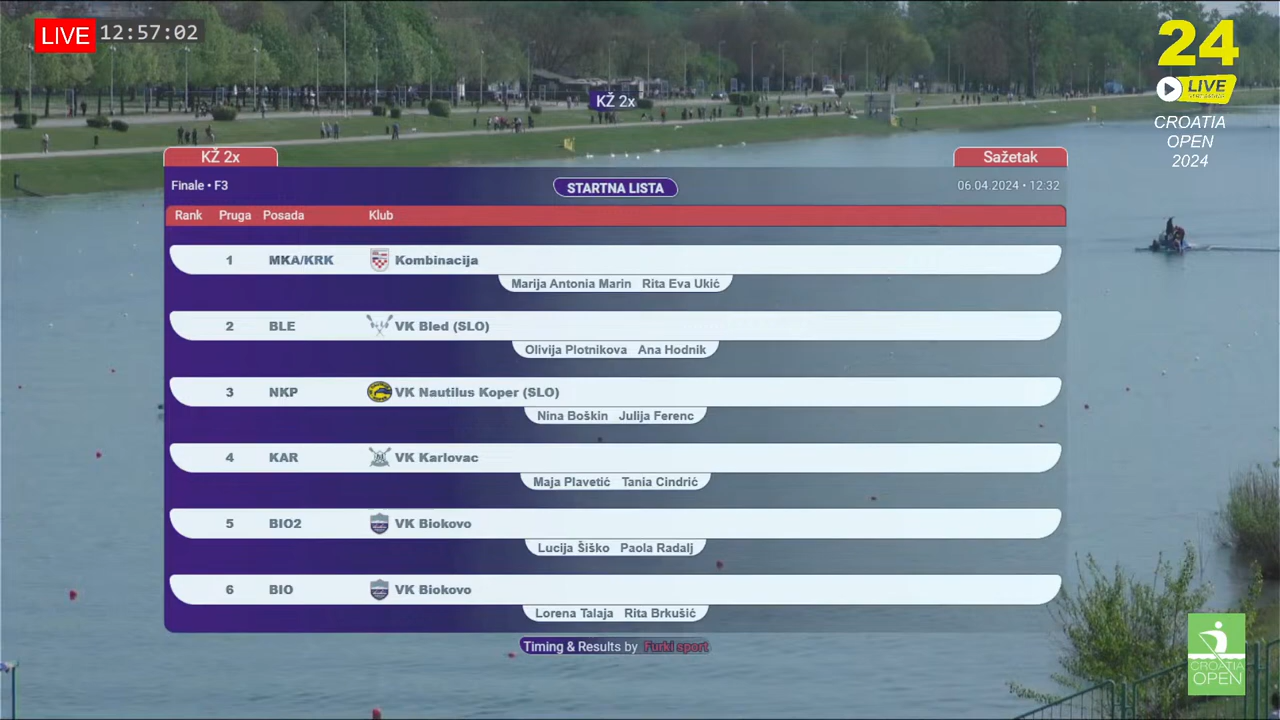 LIVE 12:57:02
24
LIVE
CROATIA
OPEN
2024
KŽ 2x
KŽ 2x
Sažetak
Finale • F3
STARTNA LISTA
06 04 2024 • 12:32
Rank Pruga Posada Klub
1 MKA/KRK Kombinacija
Marija Antonia Marin Rita Eva Ukić
2 BLE VK Bled (SLO)
Olivija Plotnikova Ana Hodnik
3 NKP VK Nautilus Koper (SLO)
Nina Boškin Julija Ferenc
4 KAR VK Karlovac
Maja Plavetić Tania Cindrić
5 BIO2 VK Biokovo
Lucija Šiško Paola Radalj
6 BIO VK Biokovo
Lorena Talaja Rita Brkušić
Timing & Results by Furki sport
CROATIA
OPEN